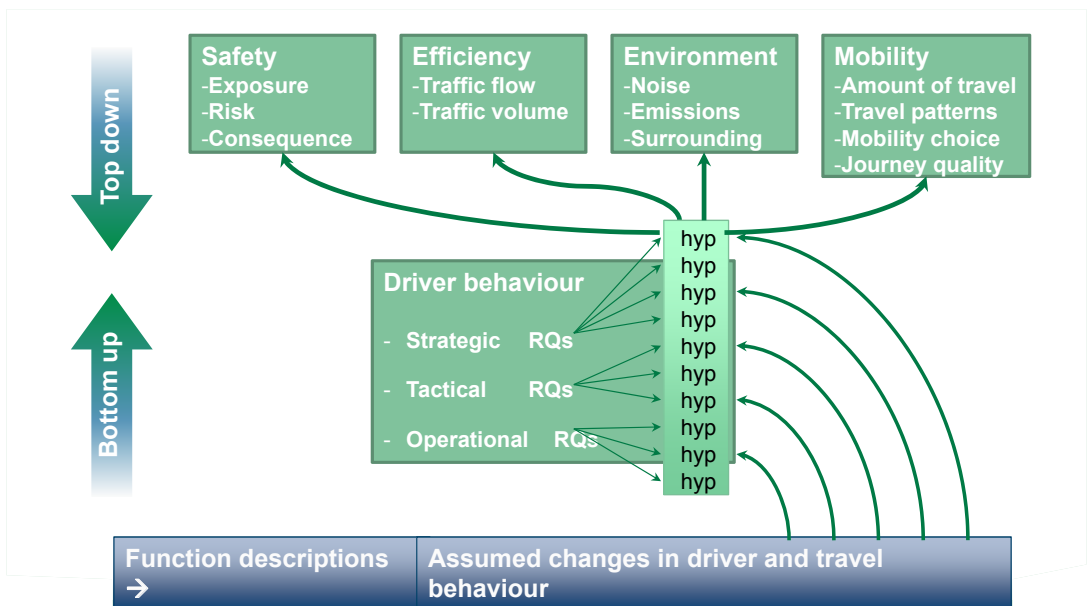 Top down
Bottom up
Safety
-Exposure
-Risk
-Consequence
Efficiency
-Traffic flow
-Traffic volume
Environment
-Noise
-Emissions
-Surrounding
Mobility
-Amount of travel
-Travel patterns
-Mobility choice
-Journey quality
Driver behaviour
- Strategic RQs
- Tactical RQs
- Operational RQs
hyp
hyp
hyp
hyp
hyp
hyp
hyp
hyp
hyp
hyp
Function descriptions
→
Assumed changes in driver and travel
behaviour